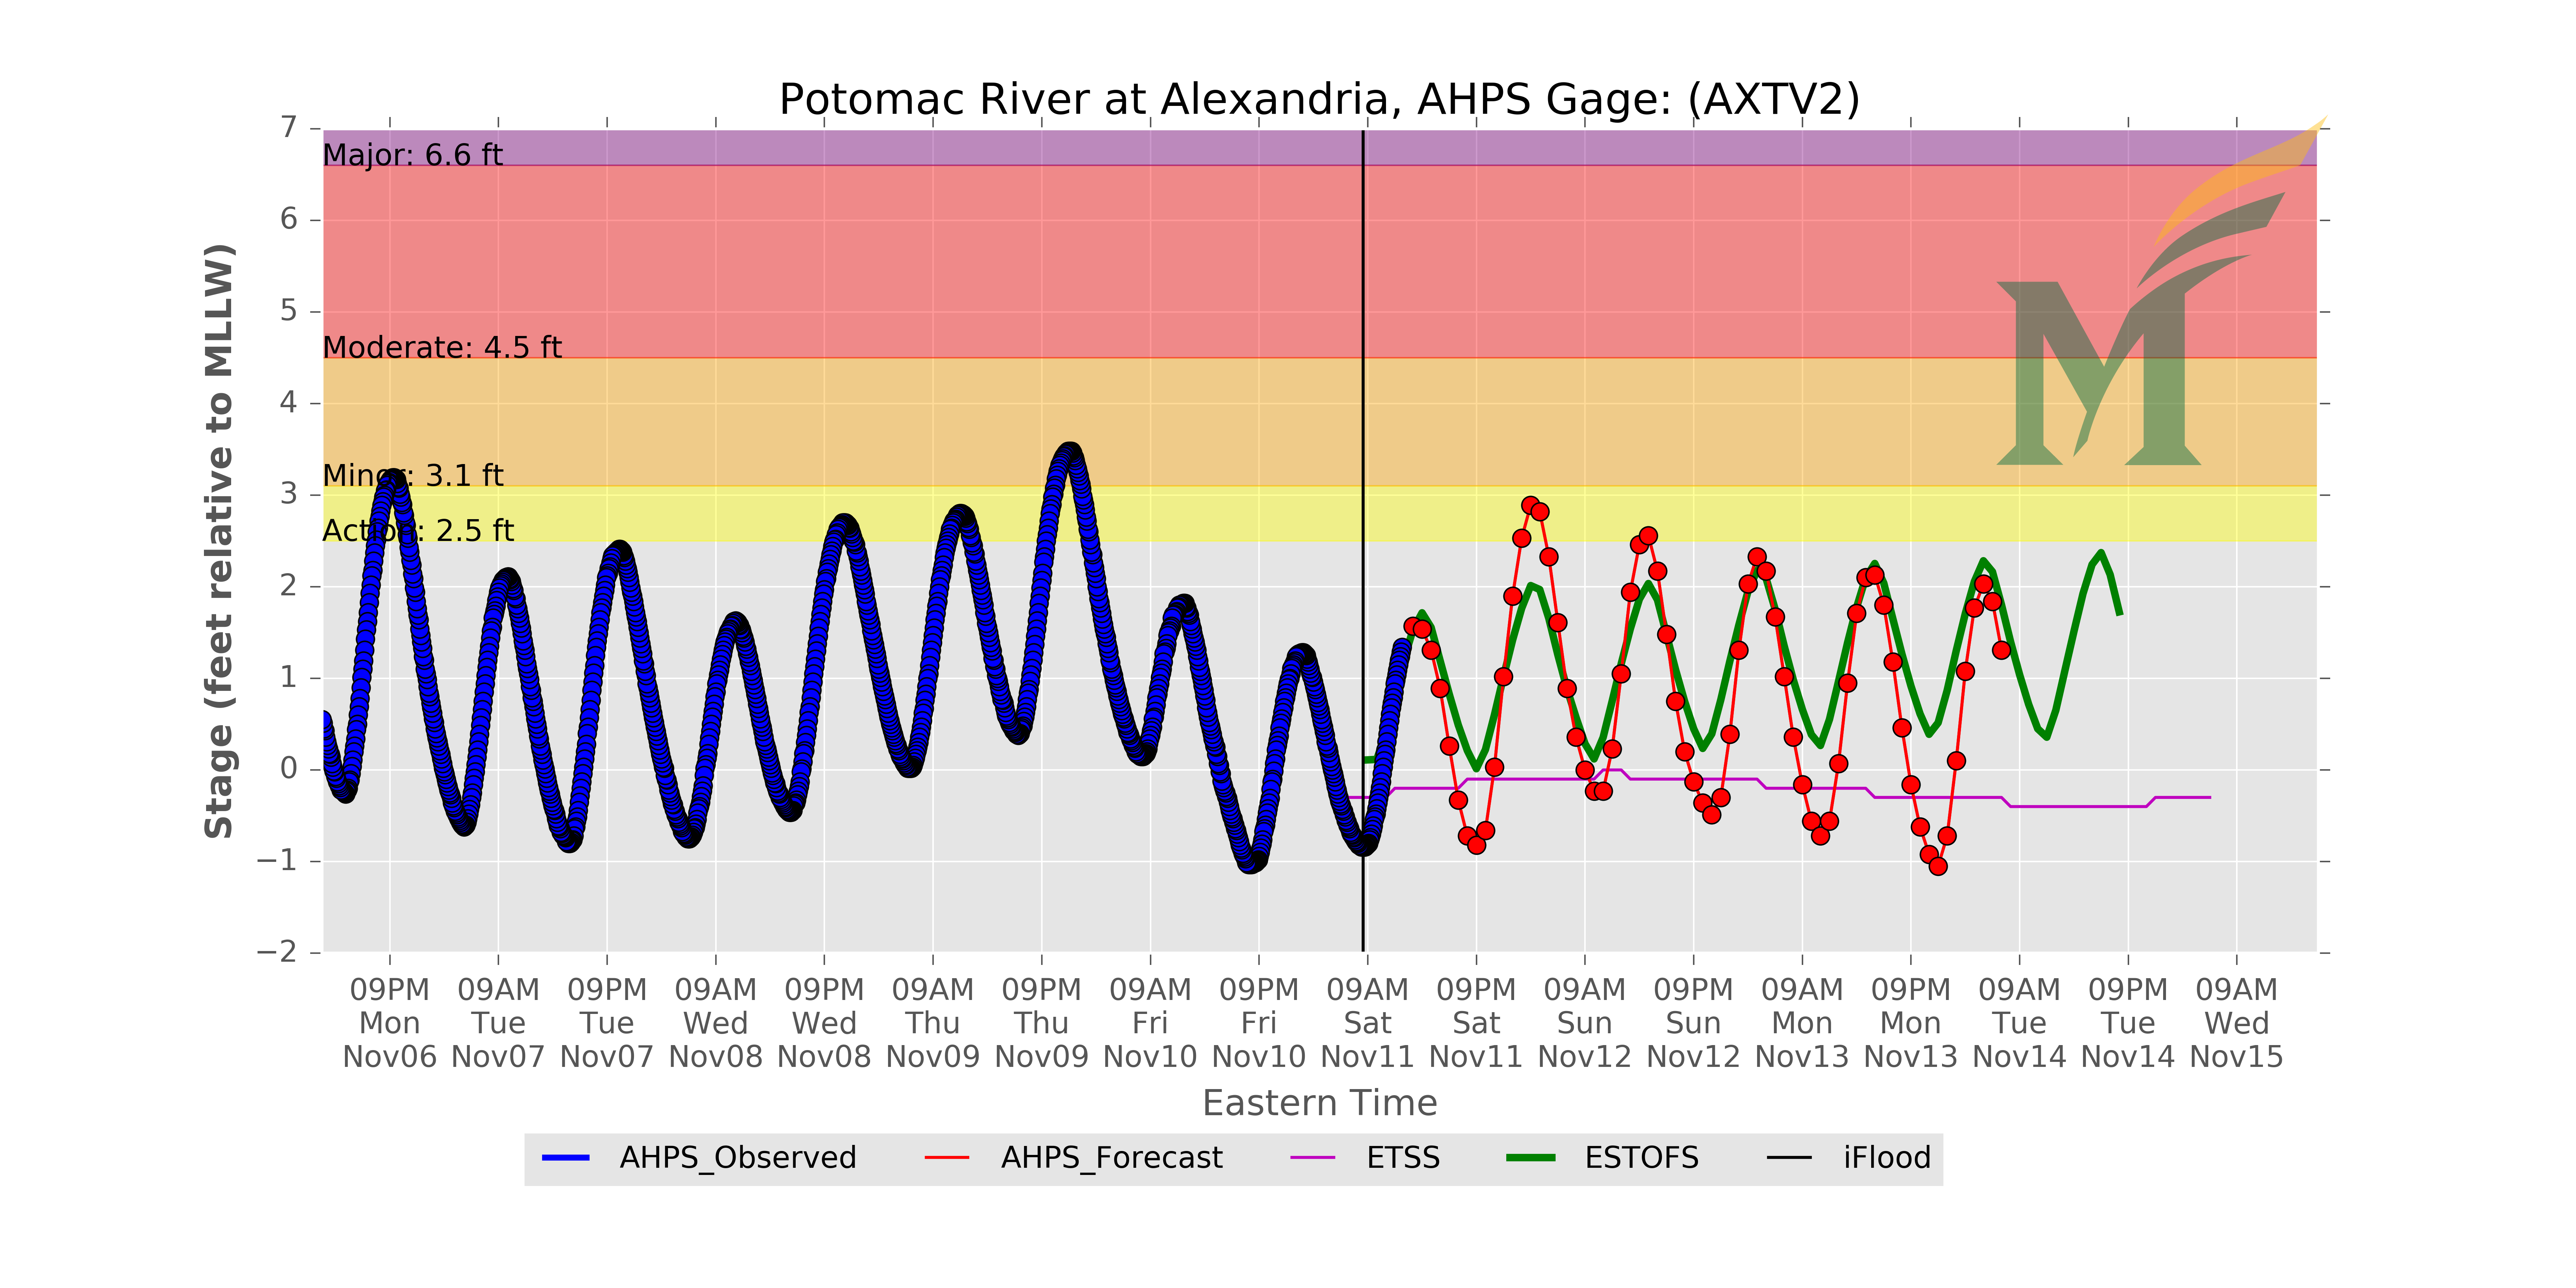 Potomac River at Alexandria, AHPS Gage: (AXTV2)
Stage (feet relative to MLLW)
7
6
5
4
3
2
1
0
−1
−2
Major: 6.6 ft
Moderate: 4.5 ft
Minor: 3.1 ft
Action: 2.5 ft
M
09PM 09AM 09PM 09AM 09PM 09AM 09PM 09AM 09PM 09AM 09PM 09AM 09PM 09AM 09PM 09AM 09PM 09AM
Mon Tue Tue Wed Wed Thu Thu Fri Fri Sat Sat Sun Sun Mon Mon Tue Tue Wed
Nov06 Nov07 Nov07 Nov08 Nov08 Nov09 Nov09 Nov10 Nov10 Nov11 Nov11 Nov12 Nov12 Nov13 Nov13 Nov14 Nov14 Nov15
Eastern Time
AHPS_Observed AHPS_Forecast ETSS ESTOFS iFlood